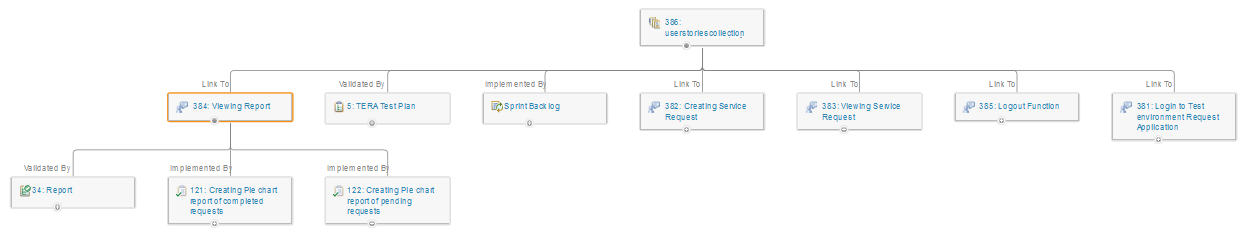 386:
userstoriescollection
Link To
Validated By
Implemented By
Link To
Link To
Link To
Link To
384: Viewing Report
5: TERA Test Plan
Sprint Backlog
382: Creating Service
Request
383: Viewing Service
Request
385: Logout Function
381: Login to Test
environment Request
Application
Validated By
Implemented By
Implemented By
34: Report
121: Creating Pie chart
report of completed
requests
122: Creating Pie chart
report of pending
requests